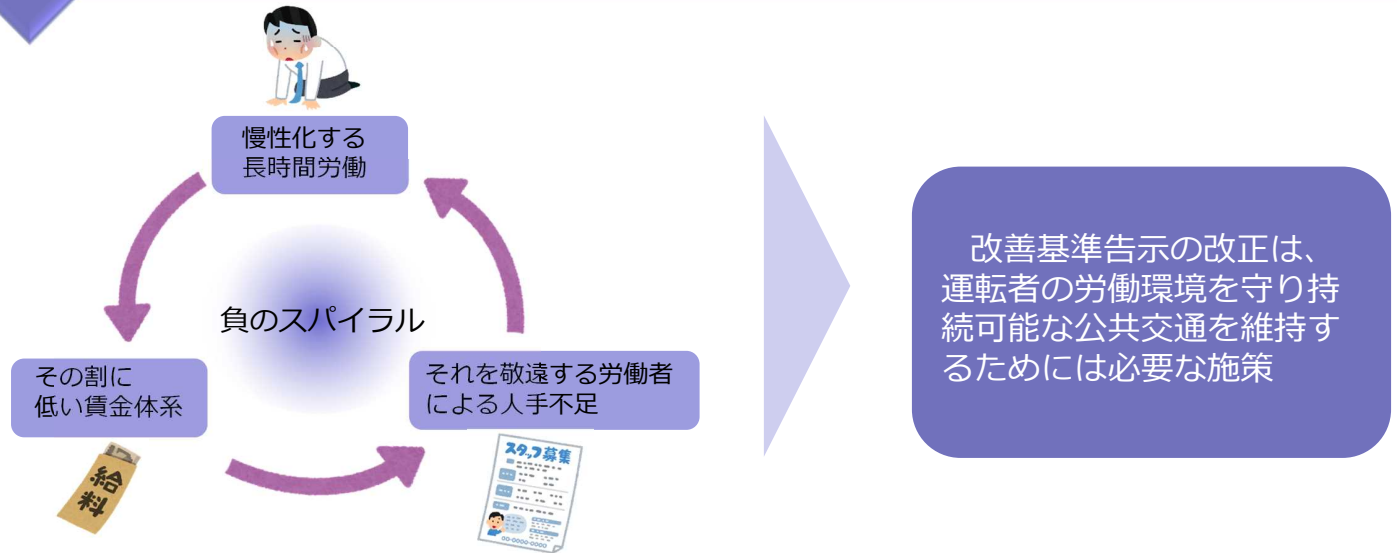 慢性化する
長時間労働
負のスパイラル
その割に
低い賃金体系
それを敬遠する労働者
による人手不足
給料
スタッフ募集
00-0000-0000
改善基準告示の改正は、
運転者の労働環境を守り持
続可能な公共交通を維持す
るためには必要な施策